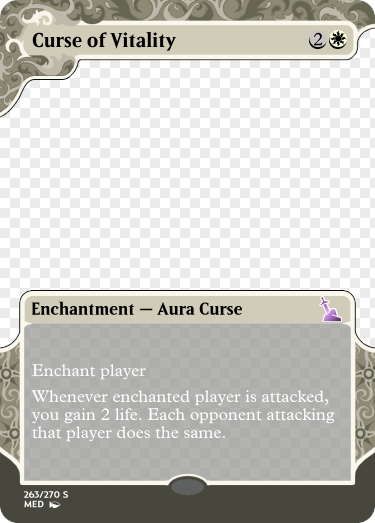 Curse of Vitality 2
Enchantment — Aura Curse
Enchant player
Whenever enchanted player is attacked,
you gain 2 life. Each opponent attacking
that player does the same.
263/270 S
MED